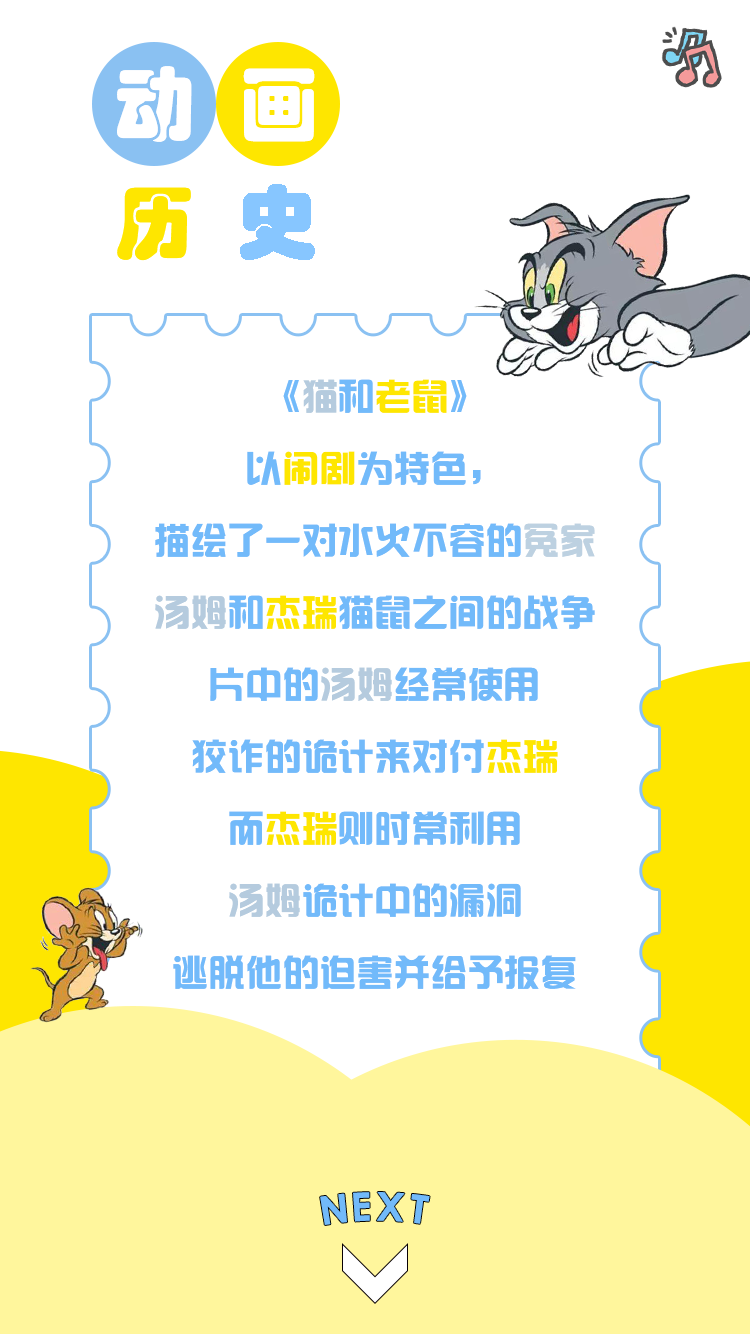 动画
历史
《猫和老鼠》
以闹剧为特色，
描绘了一对水火不容的冤家
汤姆和杰瑞猫鼠之间的战争
片中的汤姆经常使用
狡诈的诡计来对付杰瑞
而杰瑞则时常利用
汤姆诡计中的漏洞
逃脱他的迫害并给予报复
NEXT